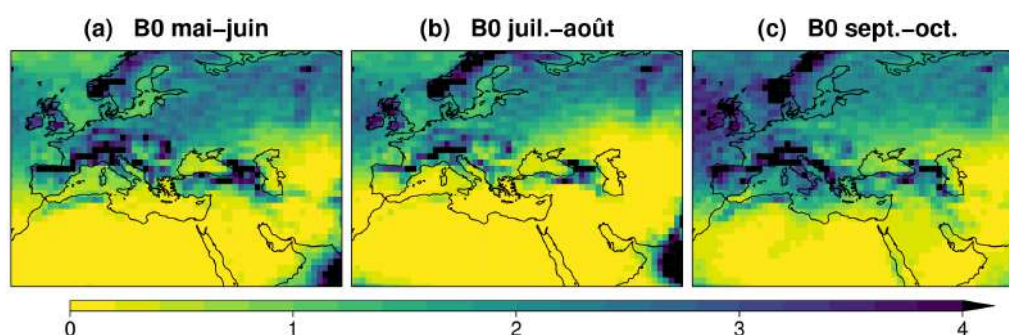 (a) B0 mai–juin
(b) B0 juil.–août
(c) B0 sept.–oct.
0 1 2 3 4